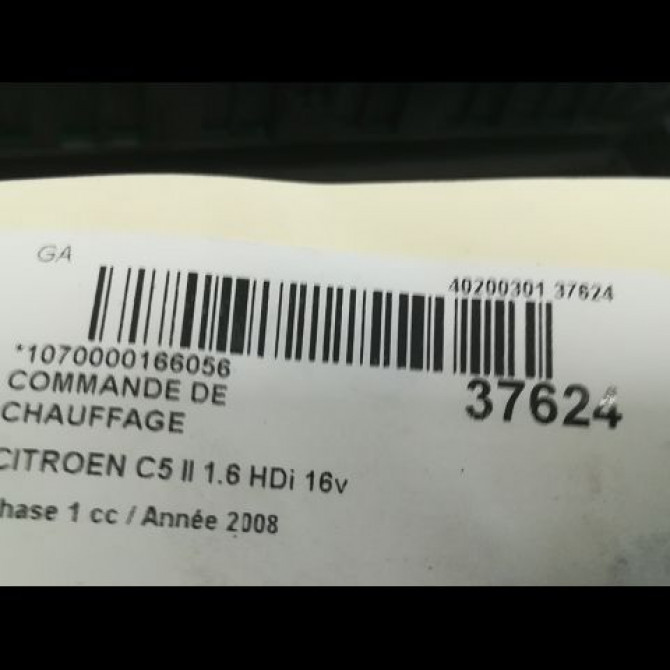 GA
40200301 37624
*1070000166056
37624
COMMANDE DE
CHAUFFAGE
CITROEN C5 II 1.6 HDi 16v
hase 1 cc / Année 2008